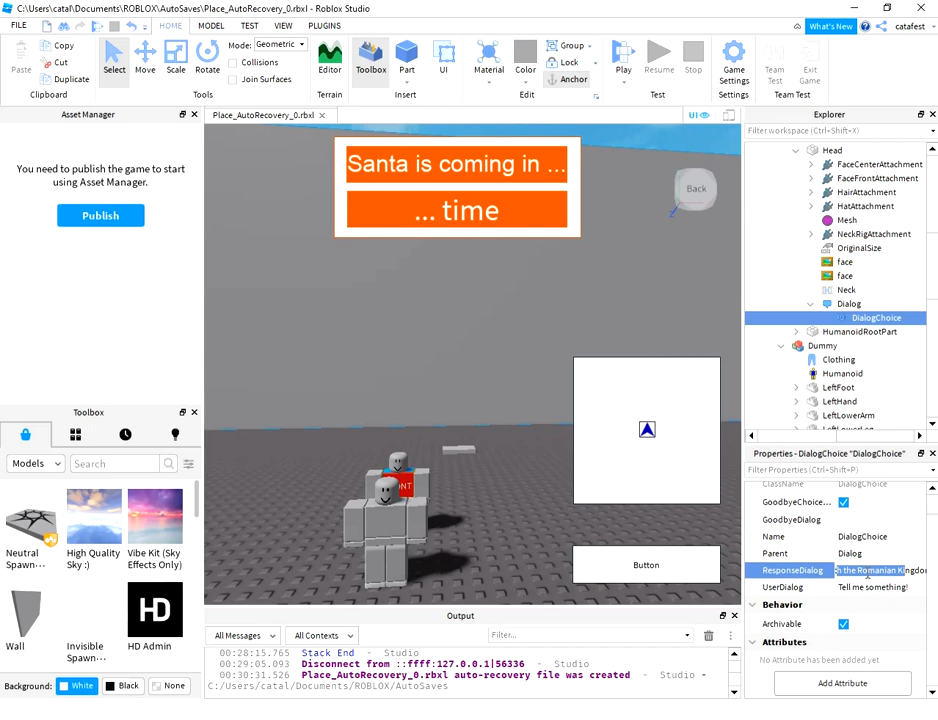 C:\Users\catal\Documents\ROBLOX\AutoSaves\Place_AutoRecovery_0.rbxl - Roblox Studio
FILE
HOME
MODEL
TEST
VIEW
PLUGINS
What's New
catafest
Paste
Copy
Cut
Duplicate
Clipboard
Select
Move
Scale
Rotate
Mode: Geometric
Collisions
Join Surfaces
Tools
Editor
Terrain
Toolbox
Part
UI
Insert
Material
Color
Group
Lock
Anchor
Edit
Play
Resume
Stop
Test
Game
Settings
Settings
Team
Test
Exit
Game
Team Test
Asset Manager
You need to publish the game to start
using Asset Manager.
Publish
Place_AutoRecovery_0.rbxl
UI
Santa is coming in ...
... time
Back
Z
ONT
Button
Explorer
Filter workspace (Ctrl+Shift+X)
Head
FaceCenterAttachment
FaceFrontAttachment
HairAttachment
HatAttachment
Mesh
NeckRigAttachment
OriginalSize
face
face
Neck
Dialog
DialogChoice
HumanoidRootPart
Dummy
Clothing
Humanoid
LeftFoot
LeftHand
LeftLowerArm
LeftLowerLeg
Properties - DialogChoice "DialogChoice"
Filter Properties (Ctrl+Shift+P)
ClassName DialogChoice
GoodbyeChoice...
GoodbyeDialog
Name DialogChoice
Parent Dialog
ResponseDialog h the Romanian Kingdor
UserDialog Tell me something!
Behavior
Archivable
Attributes
No Attribute has been added yet
Add Attribute
Toolbox
Models
Search
Neutral
Spawn...
High Quality
Sky :)
Vibe Kit (Sky
Effects Only)
Wall
Invisible
Spawn...
HD
HD Admin
Background:
White
Black
None
Output
All Messages
All Contexts
Filter...
00:28:15.765 Stack End - Studio
00:29:05.093 Disconnect from ::ffff:127.0.0.1|56336 - Studio
00:30:31.526 Place_AutoRecovery_0.rbxl auto-recovery file was created - Studio -
C:/Users/catal/Documents/ROBLOX/AutoSaves